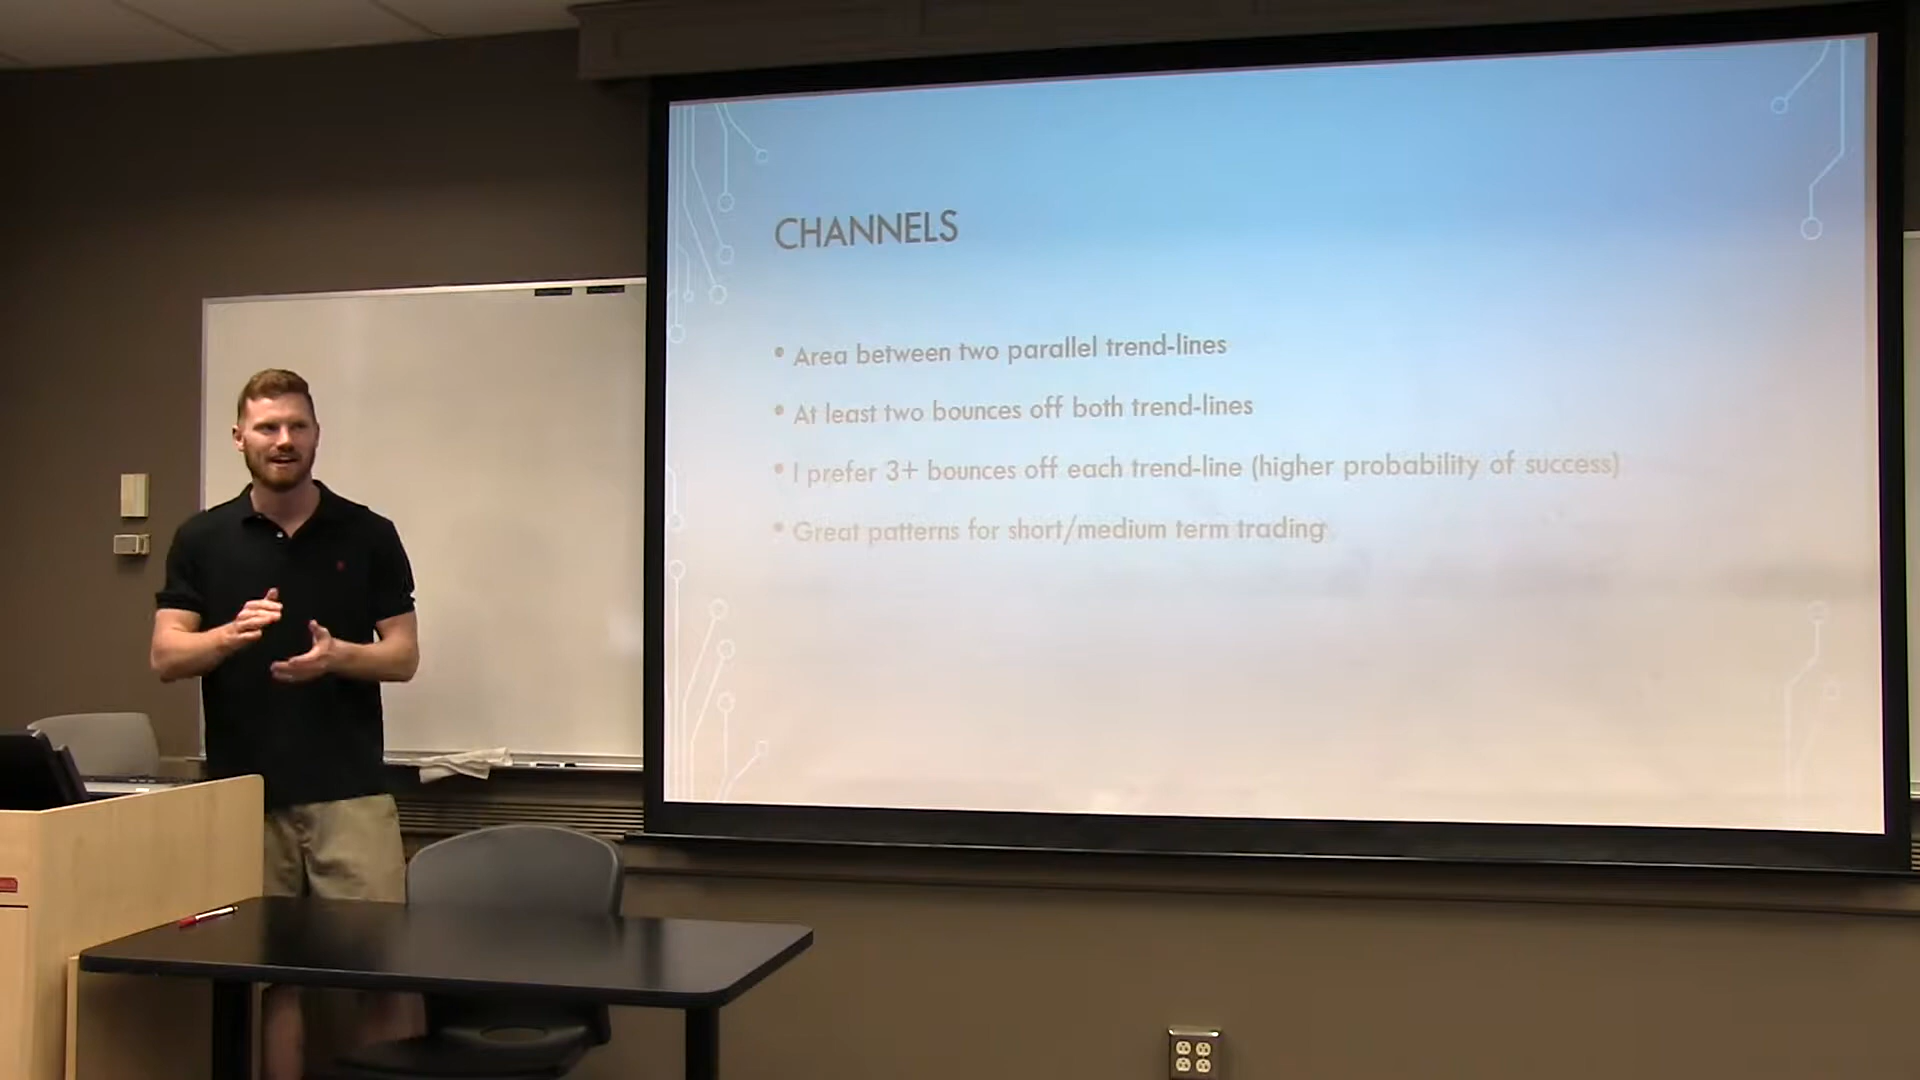 CHANNELS
• Area between two parallel trend-lines
• At least two bounces off both trend-lines
• I prefer 3+ bounces off each trend-line (higher probability of success)
• Great patterns for short/medium term trading